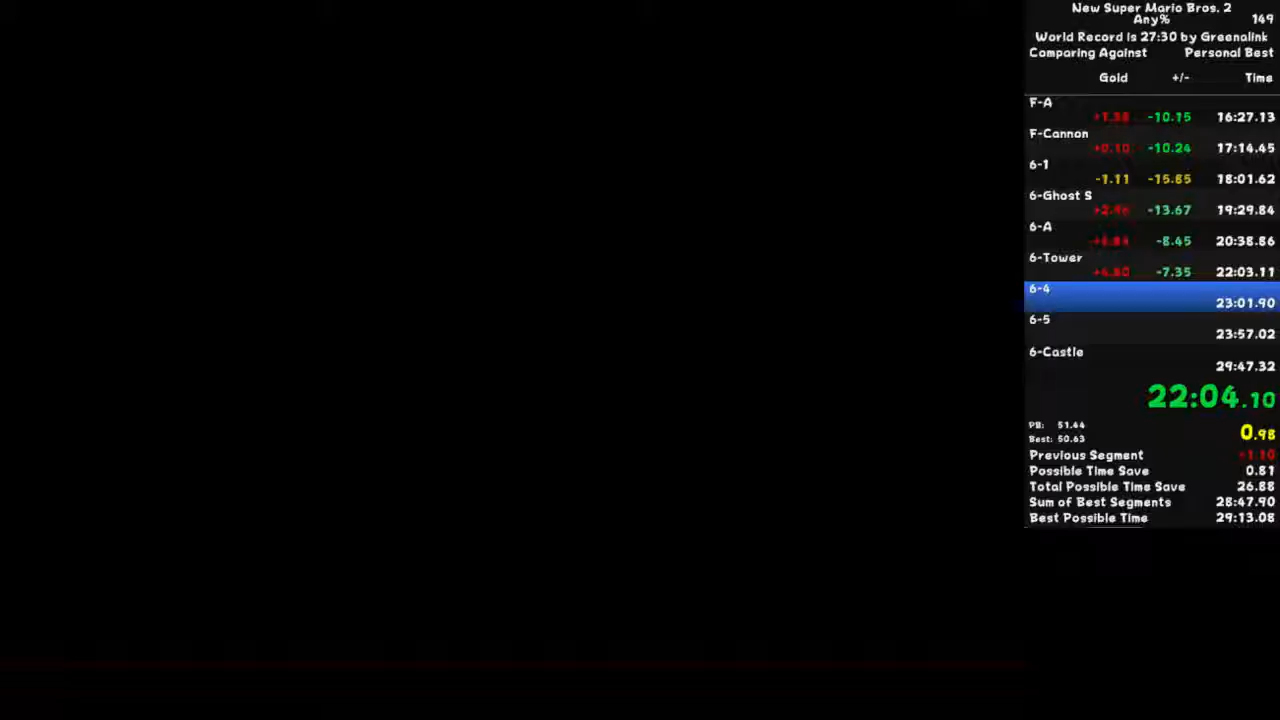 New Super Mario Bros. 2
Any% 149
World Record is 27:30 by Greenalink
Comparing Against Personal Best
Gold +/- Time
F-A
-10.15 16:27.13
F-Cannon
+0.10 -10.24 17:14.45
6-1
-1.11 -15.85 18:01.62
6-Ghost S
-13.67 19:29.84
6-A
-8.45 20:38.86
6-Tower
-7.35 22:03.11
6-4
23:01.90
6-5
23:57.02
6-Castle
29:47.32
22:04.10
PB: 51.44
Best: 50.63 0.98
Previous Segment +1.10
Possible Time Save 0.81
Total Possible Time Save 26.88
Sum of Best Segments 28:47.90
Best Possible Time 29:13.08